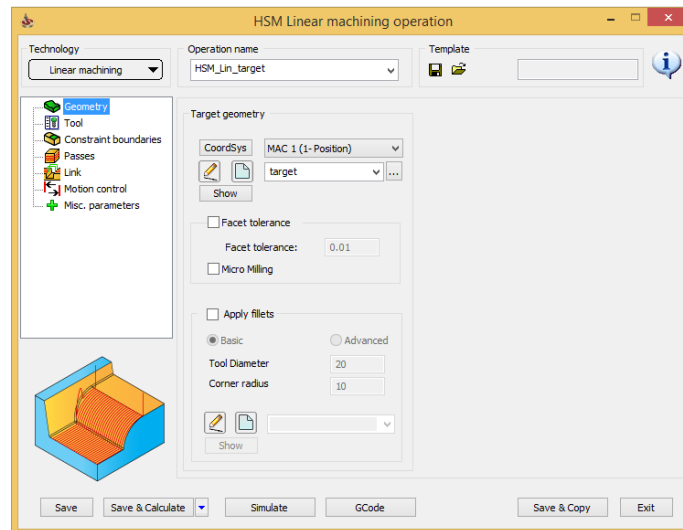 HSM Linear machining operation
Technology
Linear machining
Operation name
HSM_Lin_target
Template
Geometry
Tool
Constraint boundaries
Passes
Link
Motion control
Misc. parameters
Target geometry
CoordSys
MAC 1 (1- Position)
target
...
Show
Facet tolerance
Facet tolerance: 0.01
Micro Milling
Apply fillets
Basic Advanced
Tool Diameter 20
Corner radius 10
Show
Save Save & Calculate Simulate GCode Save & Copy Exit